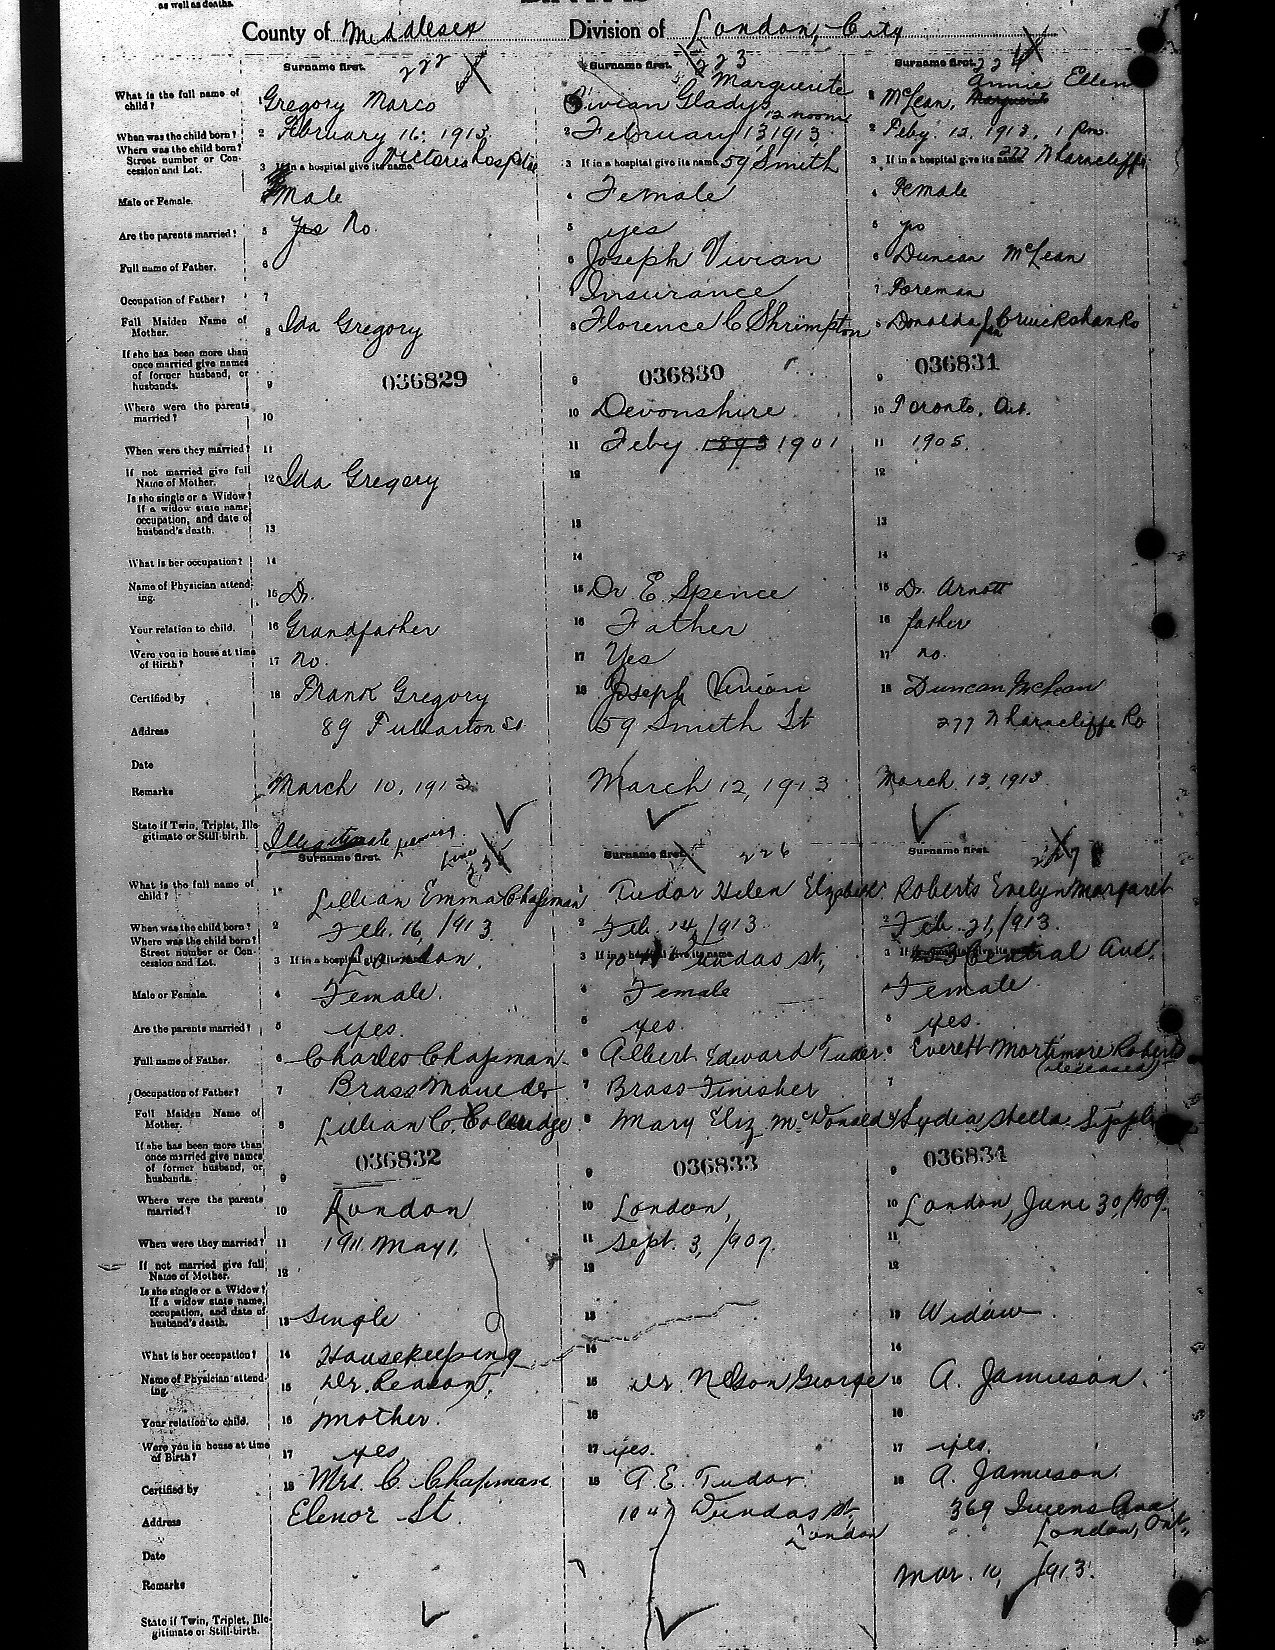 as well as deaths.
County of Middlesex Division of London, City
Surname first. 222
What is the full name of child? 1 Gregory Marco
When was the child born? 2 February 16: 1913
Where was the child born? Street number or Concession and Lot. 3 If in a hospital give its name. Victoria hospital
Male or Female. 4 Male
Are the parents married? 5 yes No.
Full name of Father. 6
Occupation of Father? 7
Full Maiden Name of Mother. 8 Ida Gregory
If she has been more than once married give names of former husband, or husbands. 9
036829
Where were the parents married? 10
When were they married? 11
If not married give full Name of Mother. 12 Ida Gregory
Is she single or a Widow? If a widow state name, occupation, and date of husband's death. 13
What is her occupation? 14
Name of Physician attending. 15 Dr.
Your relation to child. 16 Grandfather
Were you in house at time of Birth? 17 no.
Certified by 18 Frank Gregory
Address 89 Fullarton St
Date
Remarks March 10, 1913
State if Twin, Triplet, Illegitimate or Still-birth. Illegitimate
Surname first. 223
1 Vivian Gladys Marguerite
2 February 13, 1913 12 noon
3 If in a hospital give its name. 59 Smith
4 Female
5 yes
6 Joseph Vivian
7 Insurance
8 Florence C Shrimpton
9
036830
10 Devonshire
11 Feby 1893 1901
12
13
14
15 Dr E. Spence
16 Father
17 Yes
18 Joseph Vivian
59 Smith St
March 12, 1913
Surname first. 224
1 McLean, Marguerite Annie Ellen
2 Feby. 12, 1913, 1 pm.
3 If in a hospital give its name. 277 Wharncliffe
4 Female
5 yes
6 Duncan McLean
7 Foreman
8 Donalda Cruickshanks
9
036831
10 Toronto, Ont.
11 1905.
12
13
14
15 Dr Arnott
16 father
17 no.
18 Duncan McLean
277 Wharncliffe Rd
March 13, 1913
Surname first.
What is the full name of child? 1 Lillian Emma Chapman
When was the child born? 2 Feb. 16, 1913
Where was the child born? Street number or Concession and Lot. 3 If in a hospital give its name. London.
Male or Female. 4 Female.
Are the parents married? 5 yes.
Full name of Father. 6 Charles Chapman
Occupation of Father? 7 Brass
Full Maiden Name of Mother. 8 Lillian C. Coleridge
If she has been more than once married give names of former husband, or husbands. 9
036832
Where were the parents married? 10 London
When were they married? 11 1911 May 1.
If not married give full Name of Mother. 12
Is she single or a Widow? If a widow state name, occupation, and date of husband's death. 13 Single
What is her occupation? 14 Housekeeping
Name of Physician attending. 15 Dr. Reason.
Your relation to child. 16 mother.
Were you in house at time of Birth? 17 yes
Certified by 18 Mrs. C. Chapman
Address Elenor St.
Date
Remarks
State if Twin, Triplet, Illegitimate or Still-birth.
Surname first. 226
1 Tudor Helen Elizabeth
2 Feb. 14, 1913
3 If in a hospital give its name. Dundas St,
4 Female
5 yes.
6 Albert Edward Tudor
7 Brass Finisher
8 Mary Eliz McDonald
9
036833
10 London,
11 Sept. 3, 1907.
12
13
14
15 Dr. Nelson George
16
17 yes.
18 A. E. Tudor
1047 Dundas St,
London
Surname first. 227
1 Roberts Evelyn Margaret
2 Feb. 21, 1913.
3 If in a hospital give its name. Central Ave.
4 Female
5 yes.
6 Everett Mortimore Roberts
(deceased)
7
8 Lydia Stella
9
036834
10 London, June 30, 1909.
11
12
13 Widow
14
15 A. Jamieson.
16
17 yes.
18 A. Jamieson
369 Queens Ave
London, Ont.,
Mar. 10, 1913.